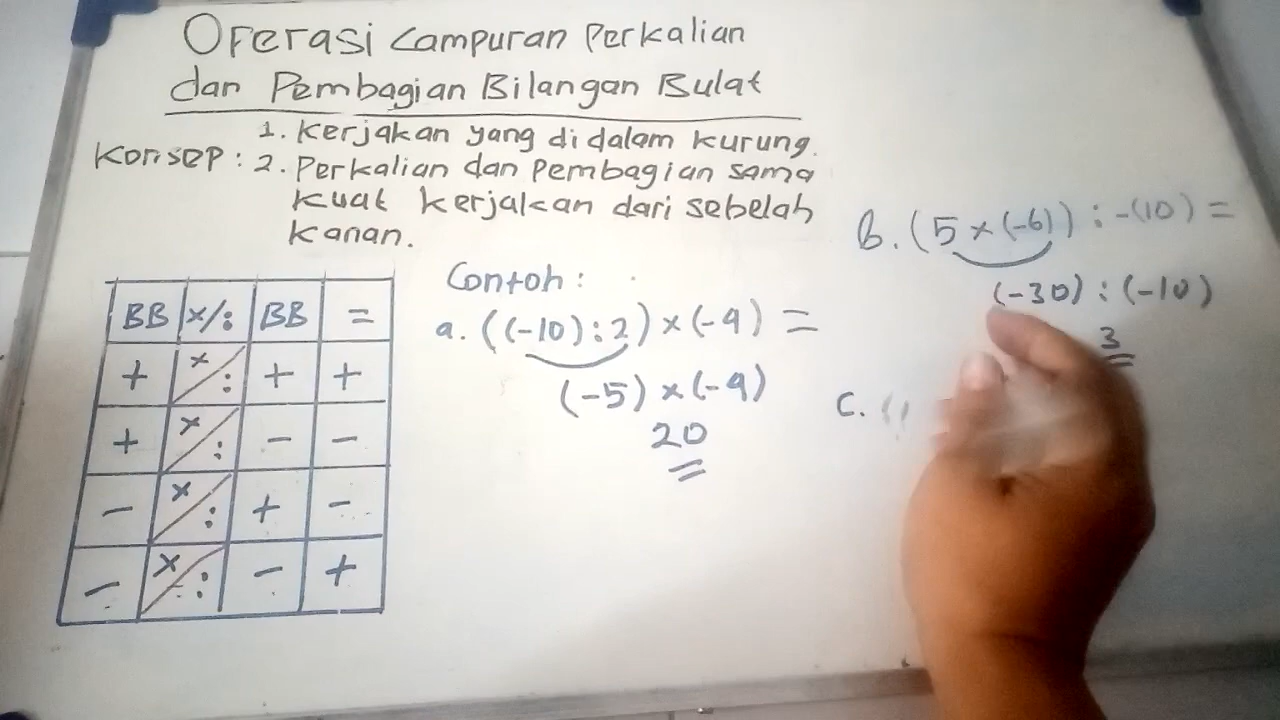 Operasi Campuran Perkalian
dan Pembagian Bilangan Bulat
Konsep: 1. Kerjakan yang di dalam kurung.
2. Perkalian dan Pembagian sama
kuat kerjakan dari sebelah
kanan.
BB x/: BB =
+ x/: + +
+ x/: - -
- x/: + -
- x/: - +
Contoh:
a. ((-10) : 2) x (-4) =
(-5) x (-4)
20
b. (5 x (-6)) : -(10) =
(-30) : (-10)
3
c. (